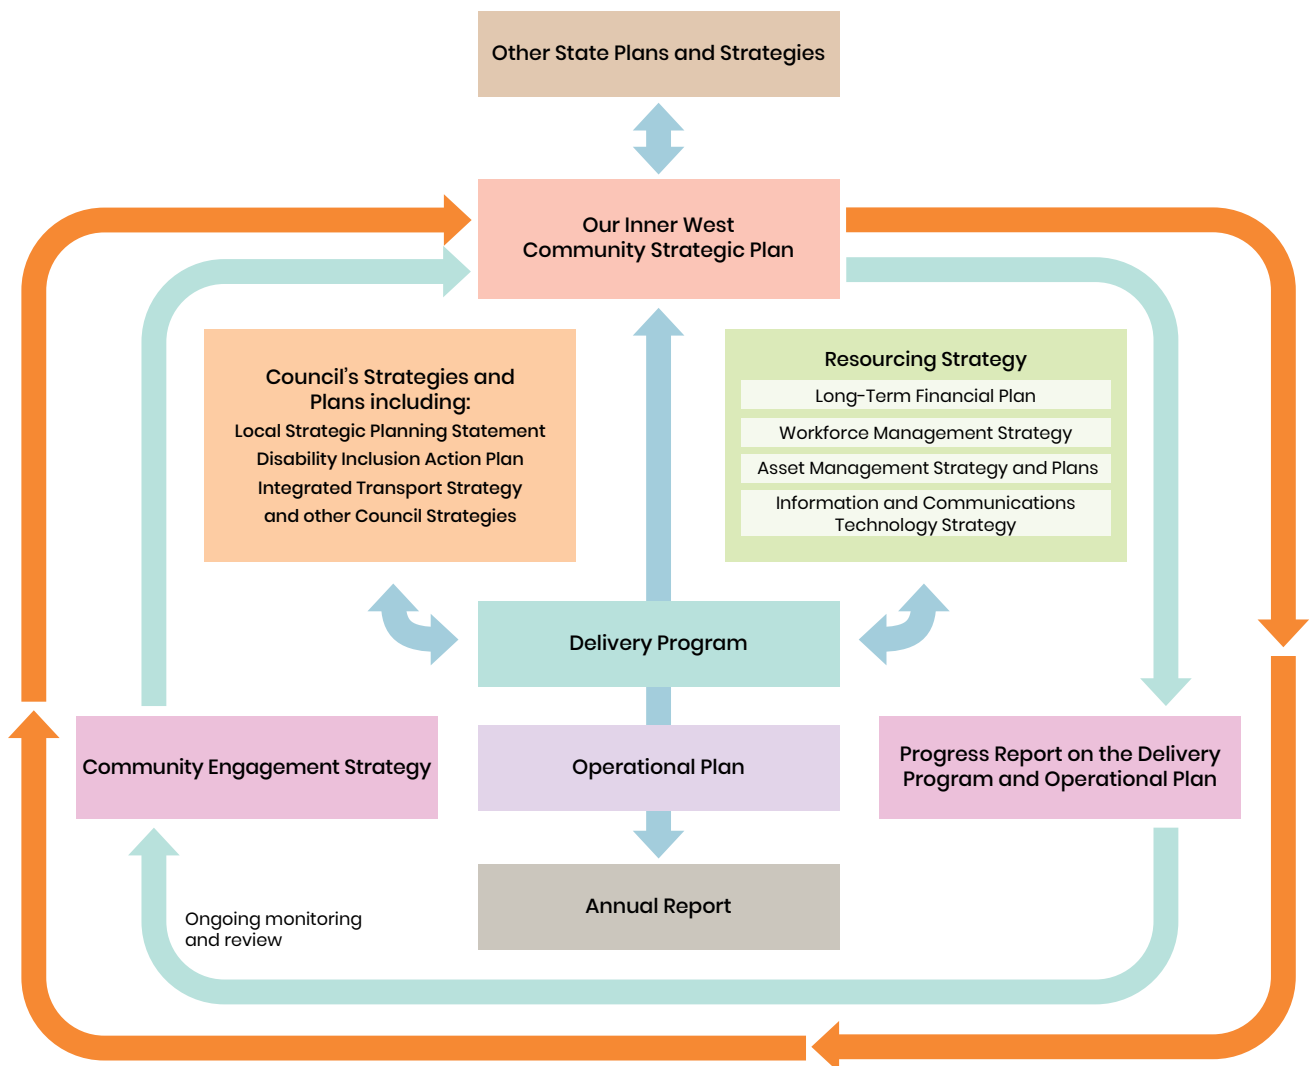 Other State Plans and Strategies
Our Inner West
Community Strategic Plan
Council’s Strategies and
Plans including:
Local Strategic Planning Statement
Disability Inclusion Action Plan
Integrated Transport Strategy
and other Council Strategies
Resourcing Strategy
Long-Term Financial Plan
Workforce Management Strategy
Asset Management Strategy and Plans
Information and Communications
Technology Strategy
Delivery Program
Community Engagement Strategy
Operational Plan
Progress Report on the Delivery
Program and Operational Plan
Annual Report
Ongoing monitoring
and review